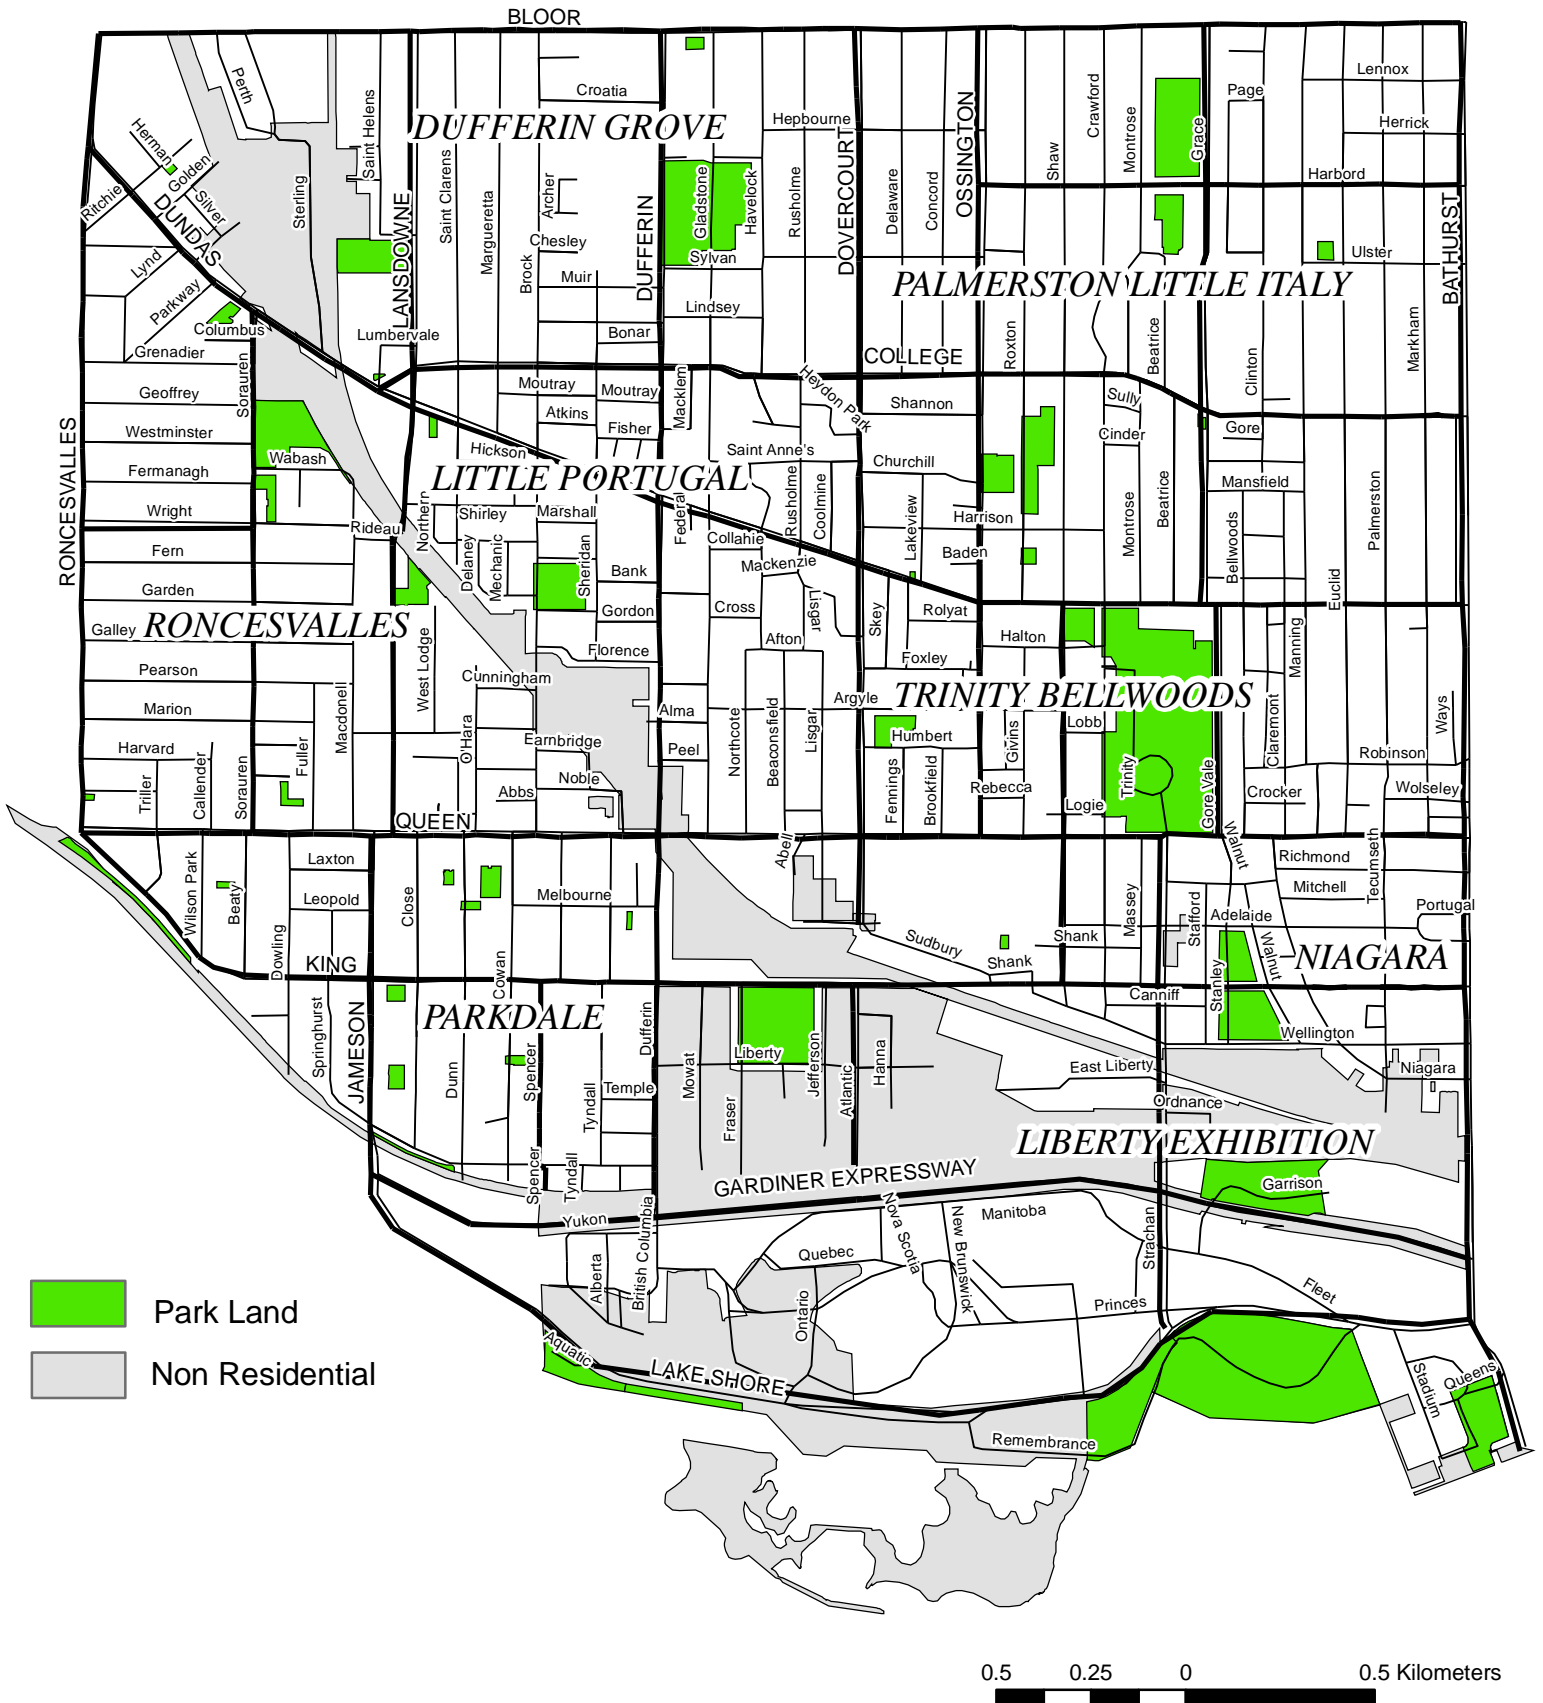 BLOOR
Perth
Croatia
Lennox
Page
Saint Helens
Crawford
Montrose
OSSINGTON
DUFFERIN GROVE
Hepbourne
Herrick
Herman
Grace
Shaw
Golden
Harbord
Ritchie
Silver
DUNDAS
Sterling
LANSDOWNE
Saint Clarens
Margueretta
Archer
DUFFERIN
Gladstone
Havelock
Rusholme
DOVERCOURT
Delaware
Concord
BATHURST
Chesley
Brock
Sylvan
Ulster
Lynd
Muir
PALMERSTON LITTLE ITALY
Parkway
Lindsey
Columbus
Lumbervale
Bonar
Roxton
Beatrice
Markham
Grenadier
COLLEGE
Clinton
Sorauren
Geoffrey
Moutray
Moutray
Macklem
Heydon Park
Shannon
Sully
Atkins
Westminster
Fisher
Cinder
Gore
RONCESVALLES
Wabash
Hickson
Saint Anne's
Churchill
Fermanagh
LITTLE PORTUGAL
Rusholme
Coolmine
Mansfield
Palmerston
Wright
Rideau
Northern
Shirley
Marshall
Federal
Harrison
Montrose
Beatrice
Fern
Collahie
Lakeview
Baden
Bellwoods
Delaney
Mechanic
Sheridan
Bank
Mackenzie
Garden
Gordon
Cross
Lisgar
Skey
Rolyat
Euclid
Galley
RONCESVALLES
Florence
Afton
Halton
Manning
Pearson
West Lodge
Cunningham
Foxley
Argyle
TRINITY BELLWOODS
Marion
Macdonell
Alma
Northcote
Beaconsfield
Lisgar
Givins
Lobb
Claremont
Ways
Harvard
Fuller
O'Hara
Earnbridge
Peel
Humbert
Robinson
Triller
Callender
Sorauren
Noble
Abbs
Fennings
Brookfield
Rebecca
Trinity
Gore Vale
Crocker
Wolseley
Logie
QUEEN
Abell
Walnut
Laxton
Richmond
Tecumseth
Wilson Park
Beaty
Leopold
Close
Melbourne
Massey
Stafford
Mitchell
Portugal
Adelaide
Dowling
Sudbury
Shank
Walnut
KING
Cowan
Shank
Stanley
NIAGARA
Canniff
Springhurst
JAMESON
PARKDALE
Dufferin
Wellington
Liberty
Jefferson
Hanna
Dunn
Spencer
Mowat
Atlantic
East Liberty
Niagara
Tyndall
Temple
Fraser
Ordnance
LIBERTY EXHIBITION
Spencer
Tyndall
GARDINER EXPRESSWAY
Garrison
Yukon
British Columbia
Nova Scotia
New Brunswick
Manitoba
Strachan
Quebec
Alberta
Ontario
Princes
Fleet
Park Land
Aquatic
LAKE SHORE
Stadium
Queens
Non Residential
Remembrance
0.5 0.25 0 0.5 Kilometers